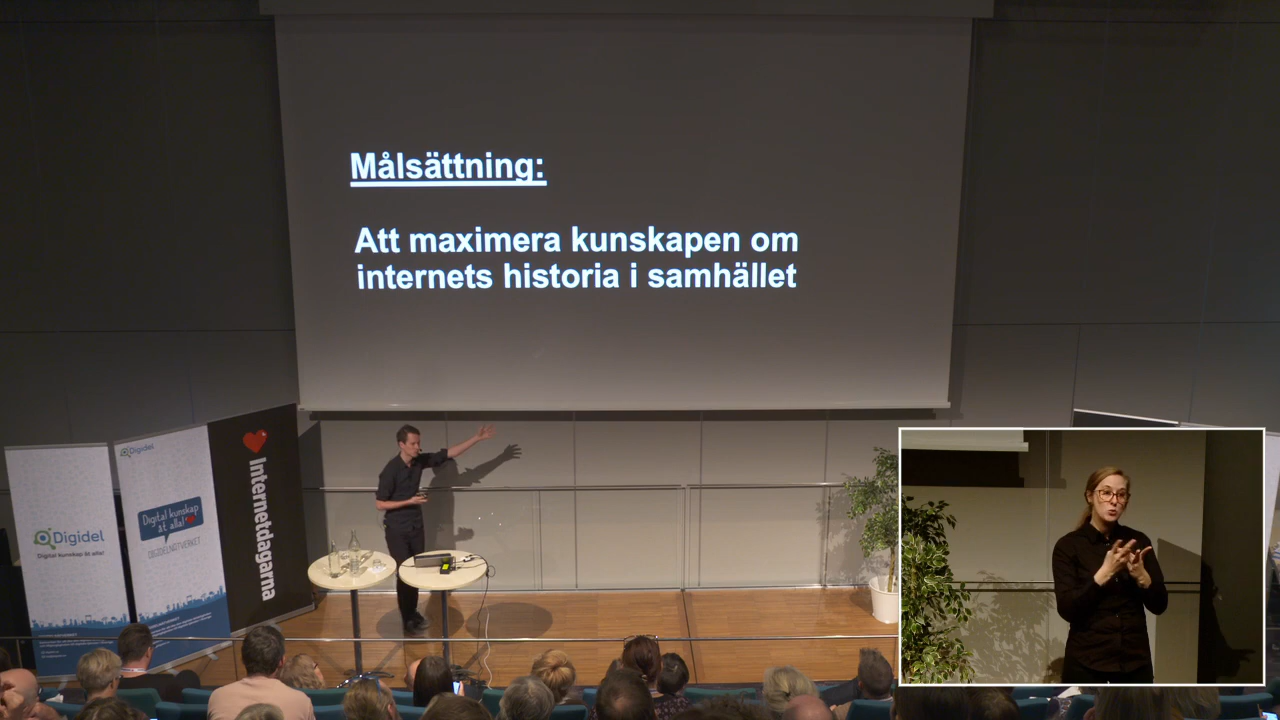 Målsättning:
Att maximera kunskapen om
internets historia i samhället
Digidel
Digital kunskap åt alla!
Digidel
Digital kunskap
åt alla!
DIGIDELNÄTVERKET
Internetdagarna